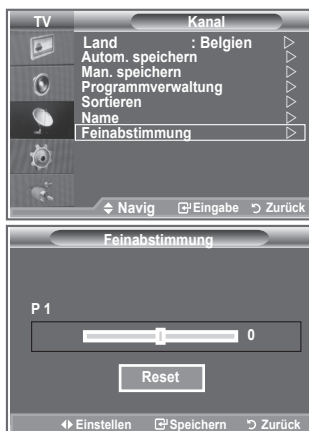 TV Kanal
Land : Belgien
Autom. speichern
Man. speichern
Programmverwaltung
Sortieren
Name
Feinabstimmung
Navig Eingabe Zurück
Feinabstimmung
P 1
0
Reset
Einstellen Speichern Zurück